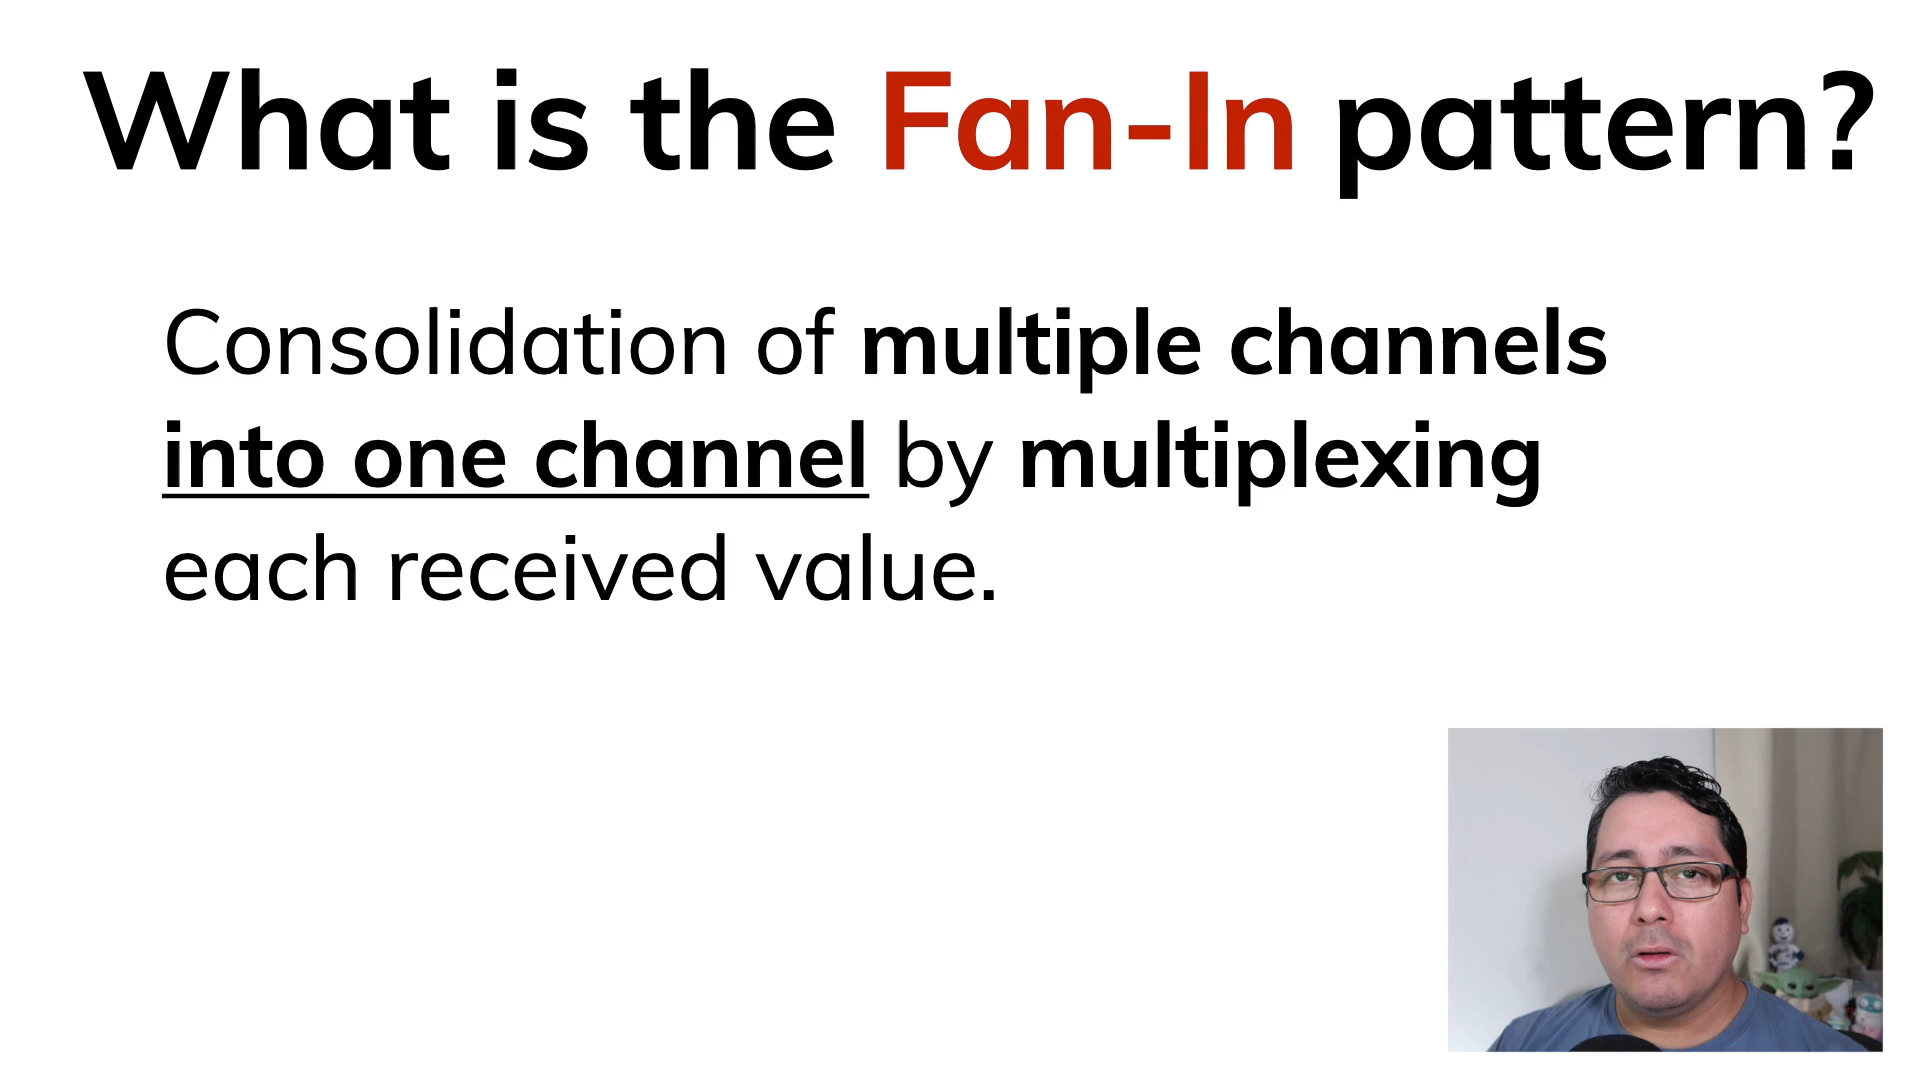 What is the Fan-In pattern?
Consolidation of multiple channels
into one channel by multiplexing
each received value.